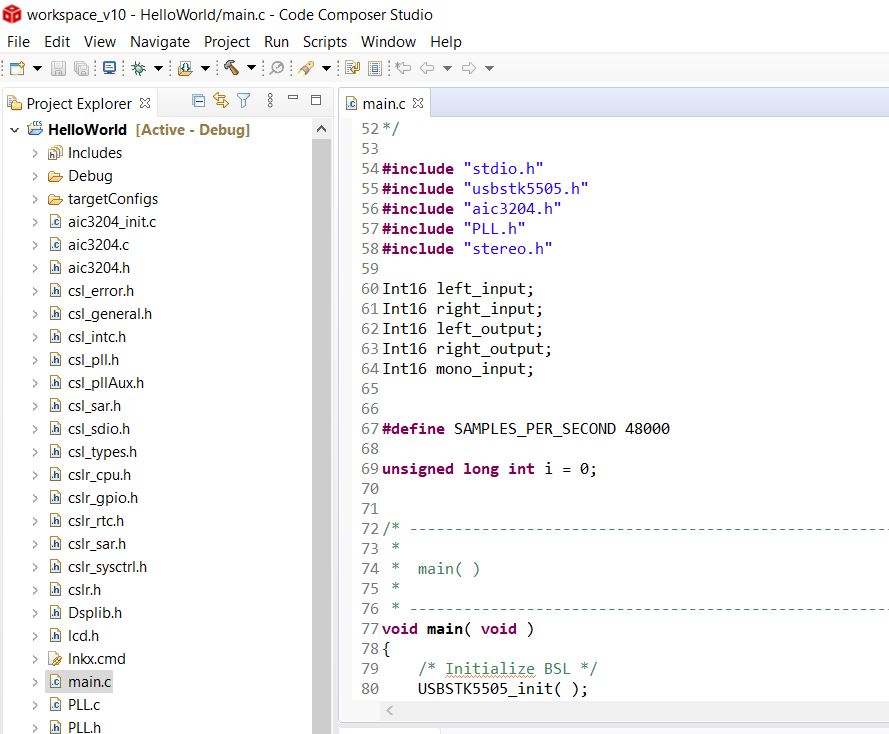 workspace_v10 - HelloWorld/main.c - Code Composer Studio
File Edit View Navigate Project Run Scripts Window Help
Project Explorer
HelloWorld [Active - Debug]
Includes
Debug
targetConfigs
aic3204_init.c
aic3204.c
aic3204.h
csl_error.h
csl_general.h
csl_intc.h
csl_pll.h
csl_pllAux.h
csl_sar.h
csl_sdio.h
csl_types.h
cslr_cpu.h
cslr_gpio.h
cslr_rtc.h
cslr_sar.h
cslr_sysctrl.h
cslr.h
Dsplib.h
lcd.h
lnkx.cmd
main.c
PLL.c
PLL.h
main.c
52 */
53
54 #include "stdio.h"
55 #include "usbstk5505.h"
56 #include "aic3204.h"
57 #include "PLL.h"
58 #include "stereo.h"
59
60 Int16 left_input;
61 Int16 right_input;
62 Int16 left_output;
63 Int16 right_output;
64 Int16 mono_input;
65
66
67 #define SAMPLES_PER_SECOND 48000
68
69 unsigned long int i = 0;
70
71
72 /* -----------------------------------------------------
73 *
74 * main( )
75 *
76 * -----------------------------------------------------
77 void main( void )
78 {
79 /* Initialize BSL */
80 USBSTK5505_init( );